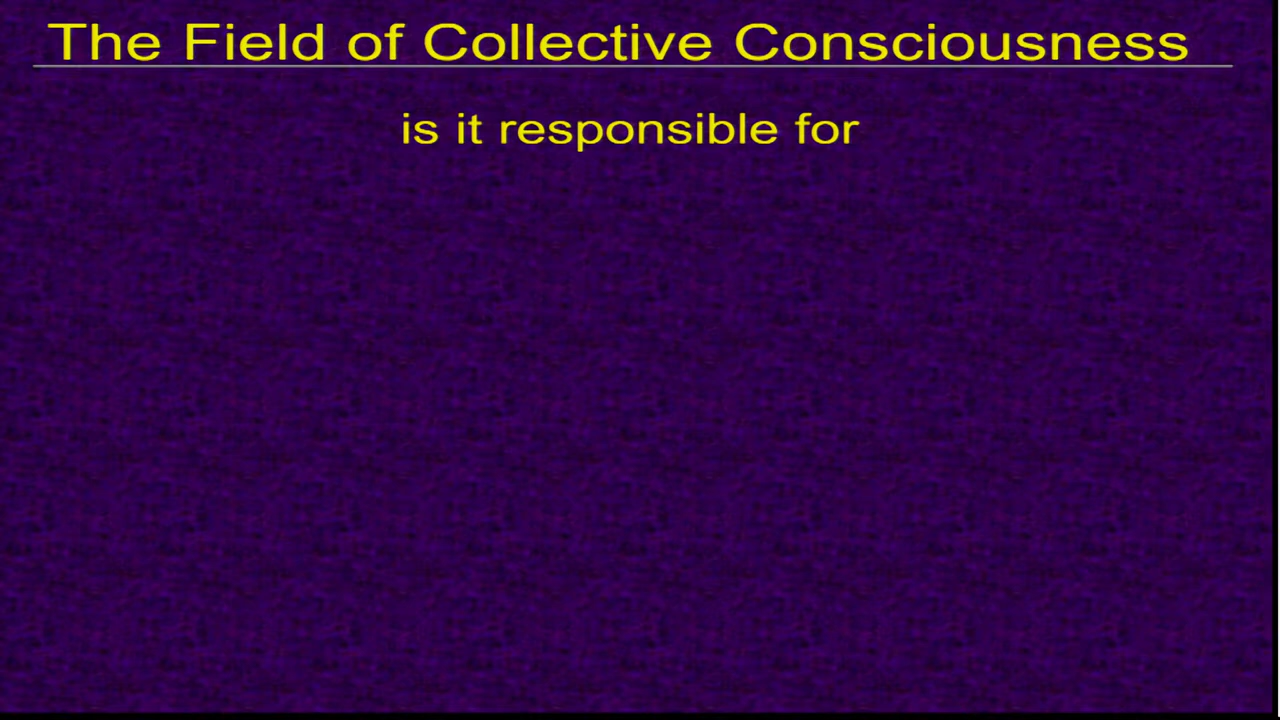 The Field of Collective Consciousness
is it responsible for